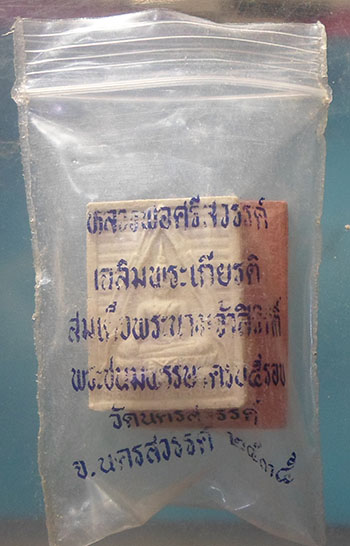 หลวงพ่อศรีสวรรค์
เฉลิมพระเกียรติ
สมเด็จพระนางเจ้าสิริกิติ์
พระชนมพรรษาครบ๕รอบ
วัดนครสวรรค์
จ.นครสวรรค์ ๒๕๓๕